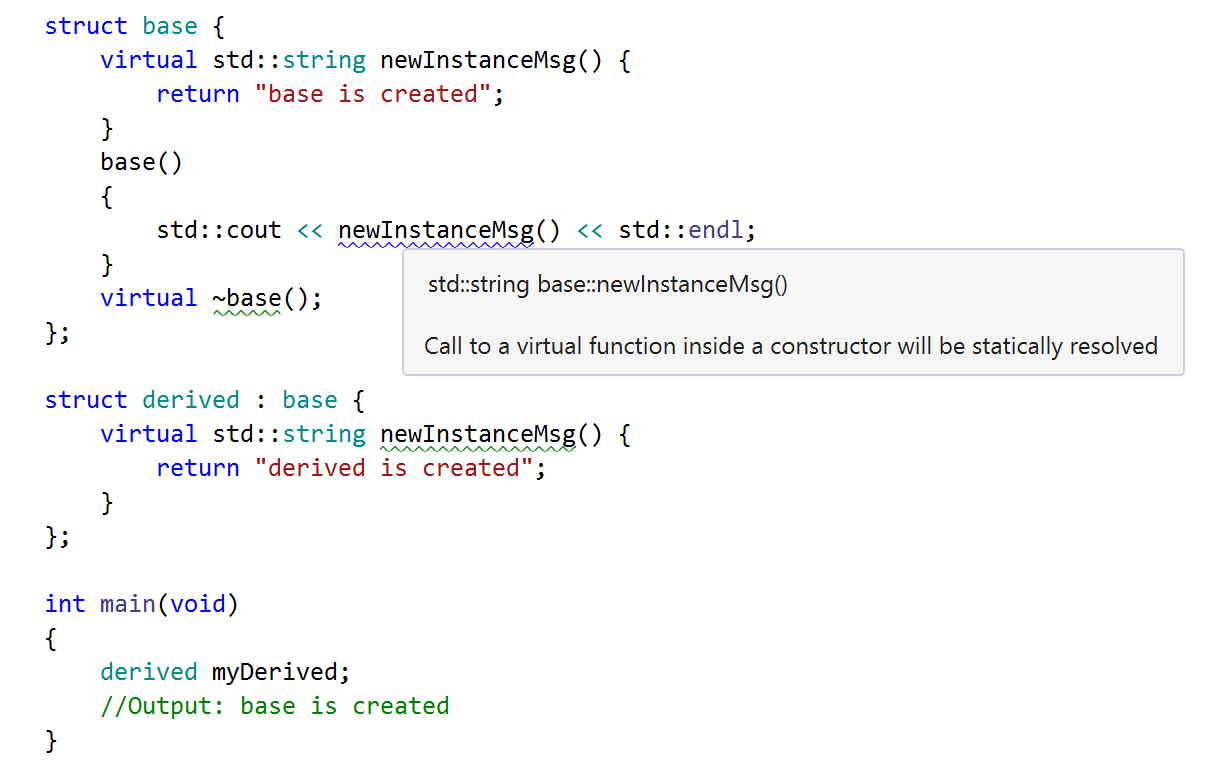 struct base {
    virtual std::string newInstanceMsg() {
        return "base is created";
    }
    base()
    {
        std::cout << newInstanceMsg() << std::endl;
    }
std::string base::newInstanceMsg()
    virtual ~base();
Call to a virtual function inside a constructor will be statically resolved
};
struct derived : base {
    virtual std::string newInstanceMsg() {
        return "derived is created";
    }
};
int main(void)
{
    derived myDerived;
    //Output: base is created
}